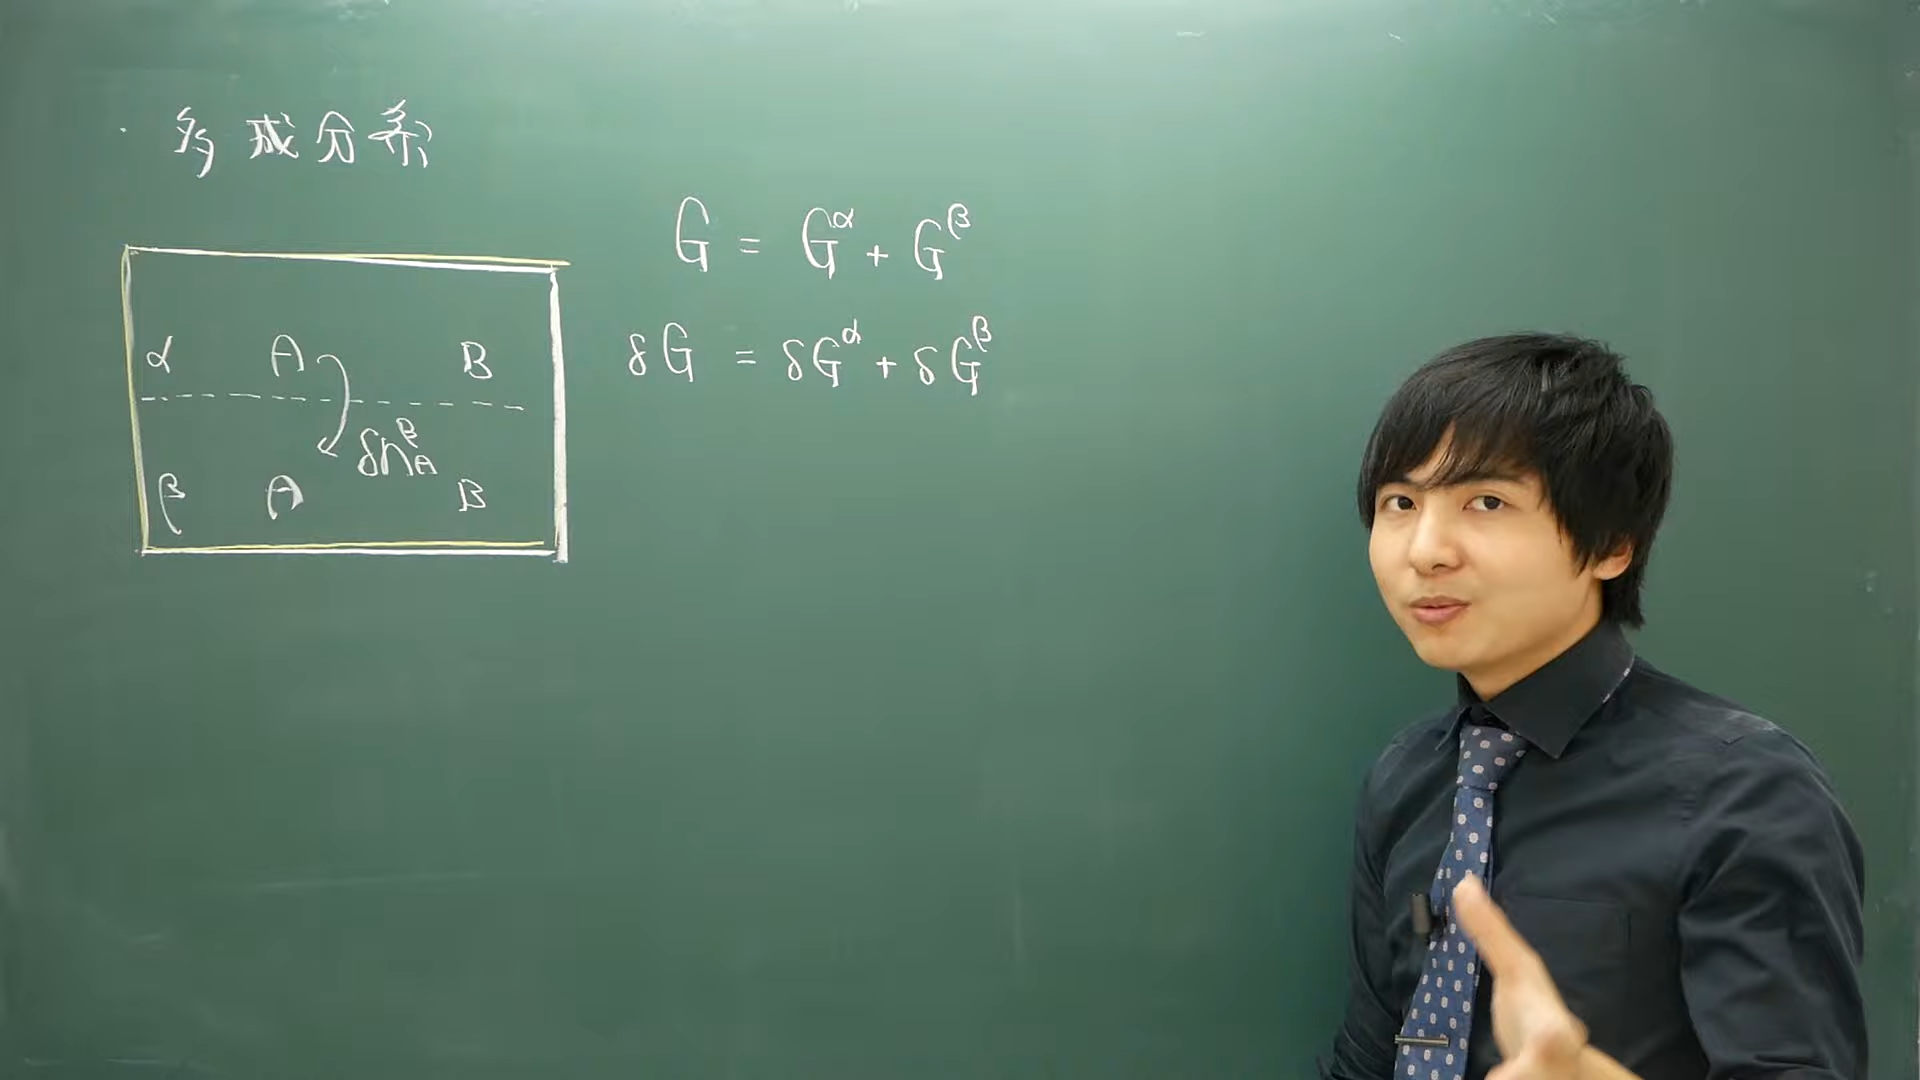 ・多成分系
G = G^α + G^β
δG = δG^α + δG^β
α A B
δn_A^β
β A B